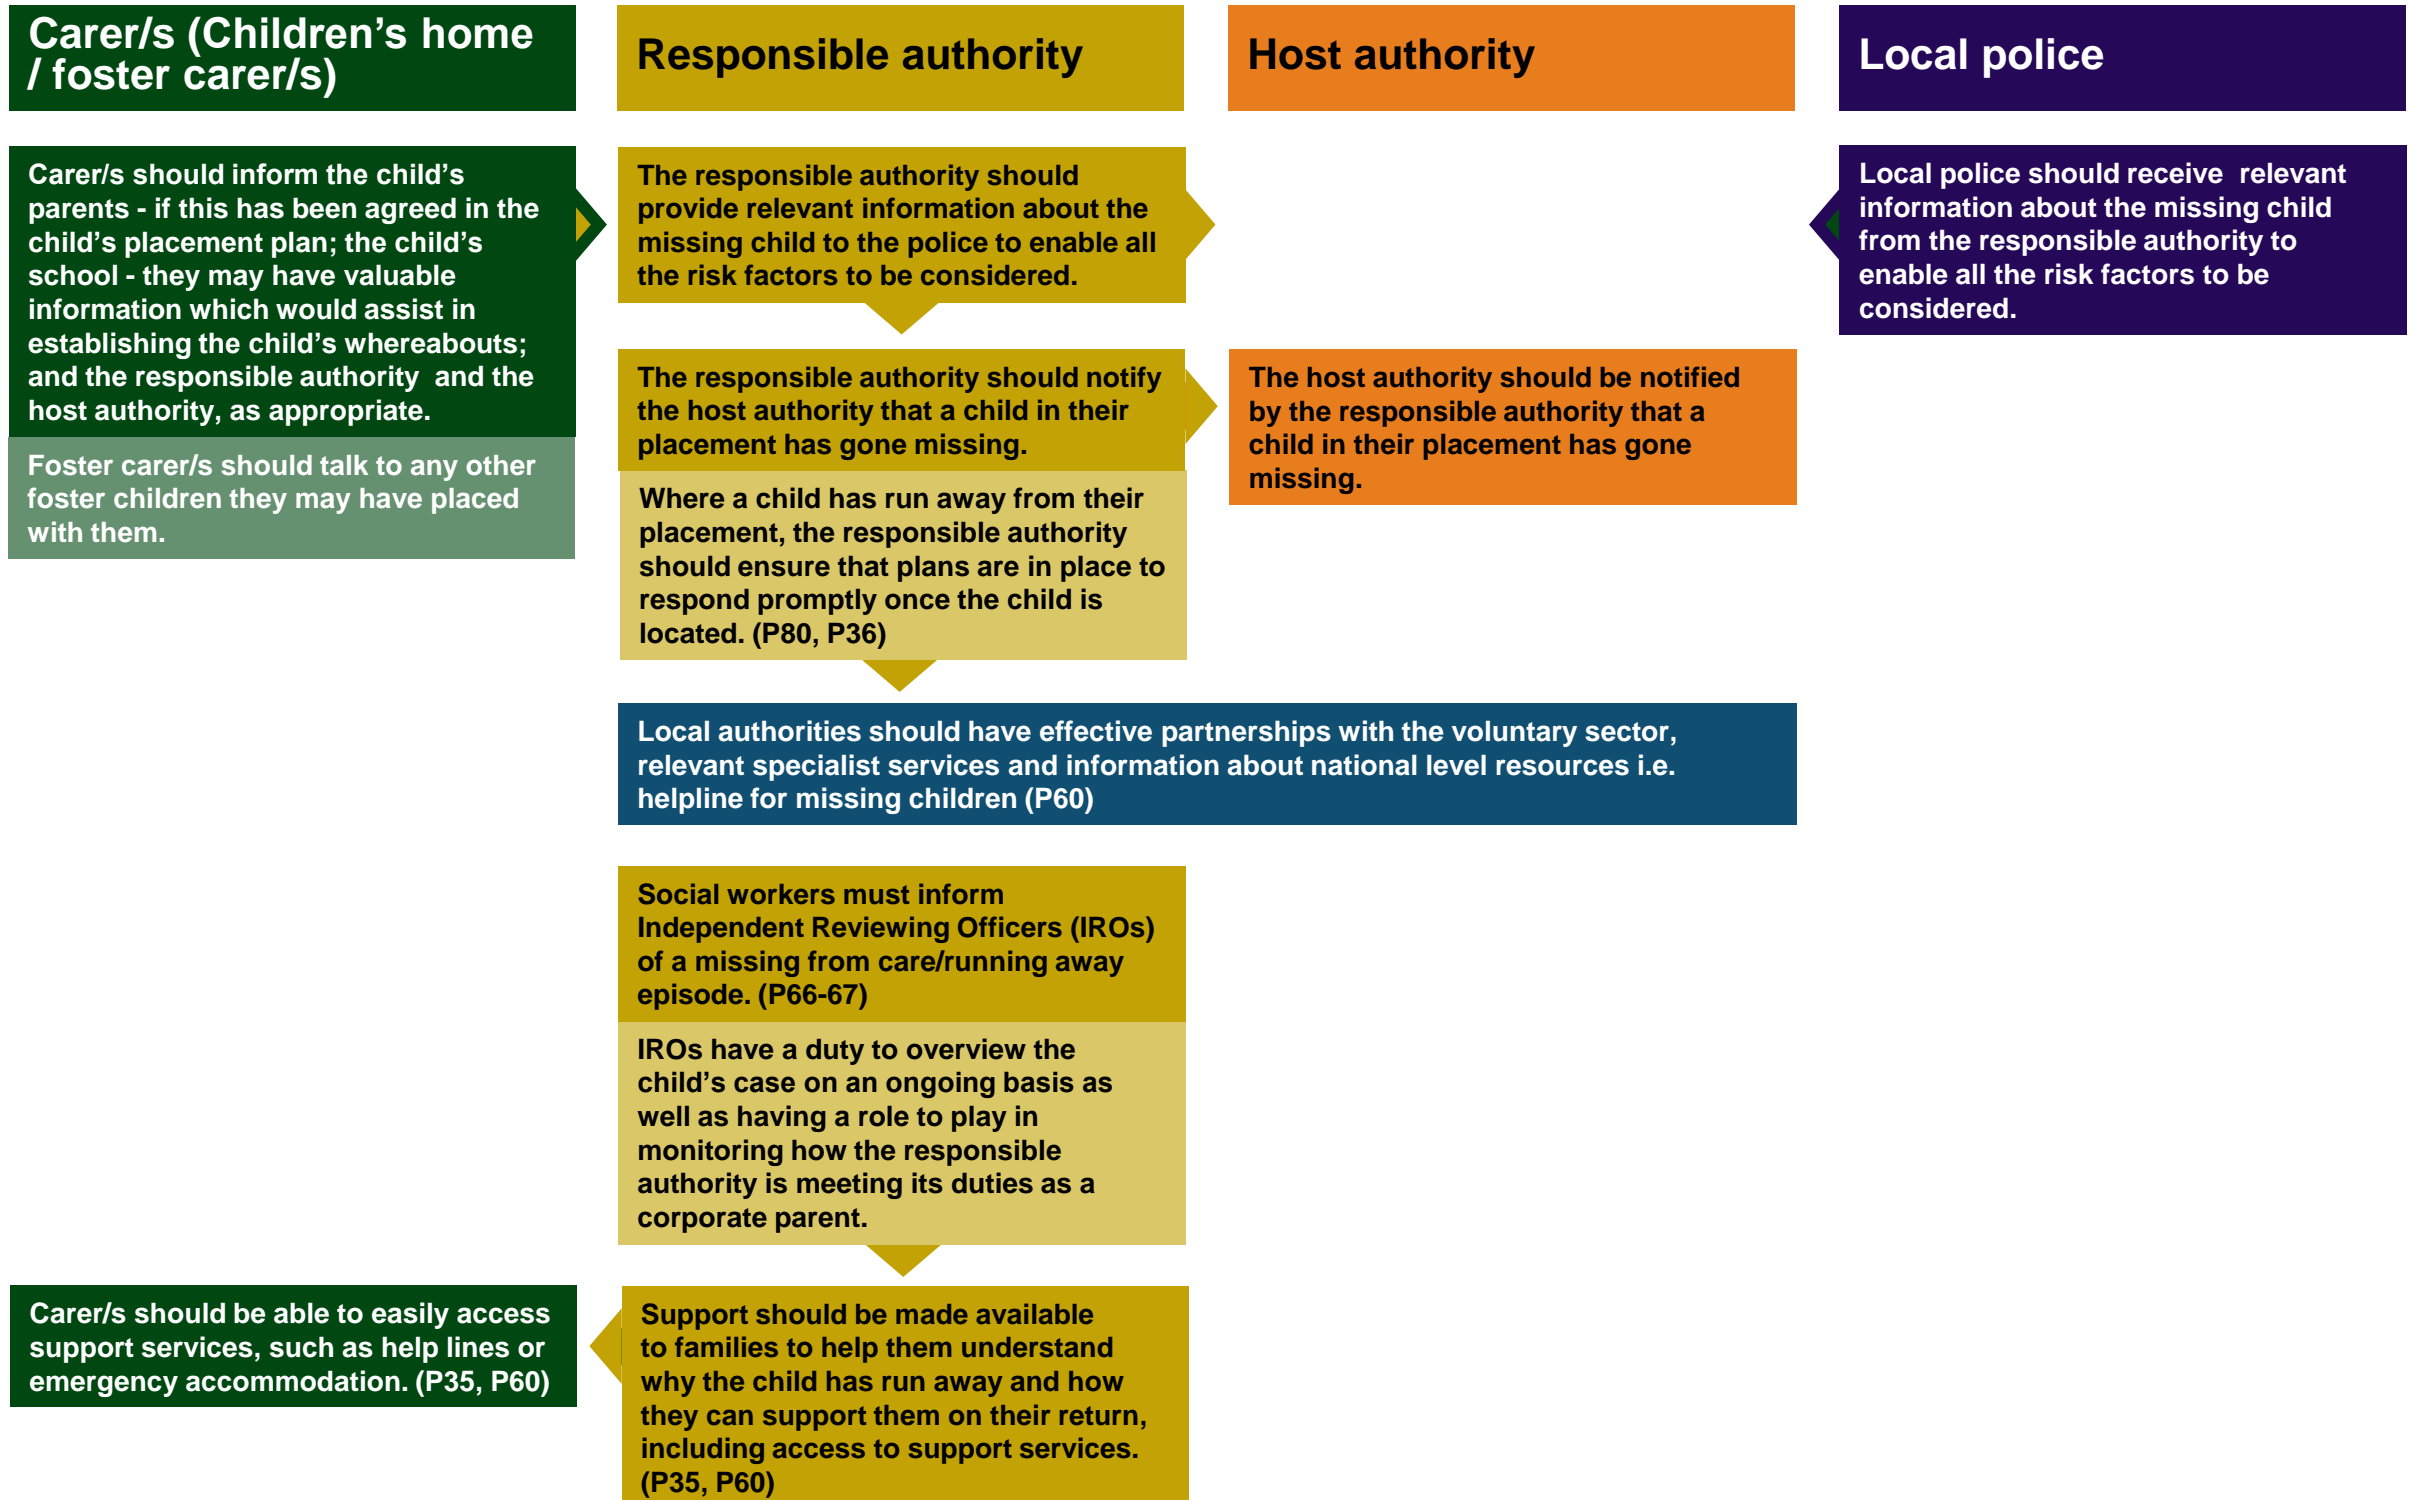 Carer/s (Children’s home
/ foster carer/s)
Responsible authority
Host authority
Local police
Carer/s should inform the child’s
parents - if this has been agreed in the
child’s placement plan; the child’s
school - they may have valuable
information which would assist in
establishing the child’s whereabouts;
and the responsible authority and the
host authority, as appropriate.
Foster carer/s should talk to any other
foster children they may have placed
with them.
The responsible authority should
provide relevant information about the
missing child to the police to enable all
the risk factors to be considered.
Local police should receive relevant
information about the missing child
from the responsible authority to
enable all the risk factors to be
considered.
The responsible authority should notify
the host authority that a child in their
placement has gone missing.
Where a child has run away from their
placement, the responsible authority
should ensure that plans are in place to
respond promptly once the child is
located. (P80, P36)
The host authority should be notified
by the responsible authority that a
child in their placement has gone
missing.
Local authorities should have effective partnerships with the voluntary sector,
relevant specialist services and information about national level resources i.e.
helpline for missing children (P60)
Social workers must inform
Independent Reviewing Officers (IROs)
of a missing from care/running away
episode. (P66-67)
IROs have a duty to overview the
child’s case on an ongoing basis as
well as having a role to play in
monitoring how the responsible
authority is meeting its duties as a
corporate parent.
Carer/s should be able to easily access
support services, such as help lines or
emergency accommodation. (P35, P60)
Support should be made available
to families to help them understand
why the child has run away and how
they can support them on their return,
including access to support services.
(P35, P60)